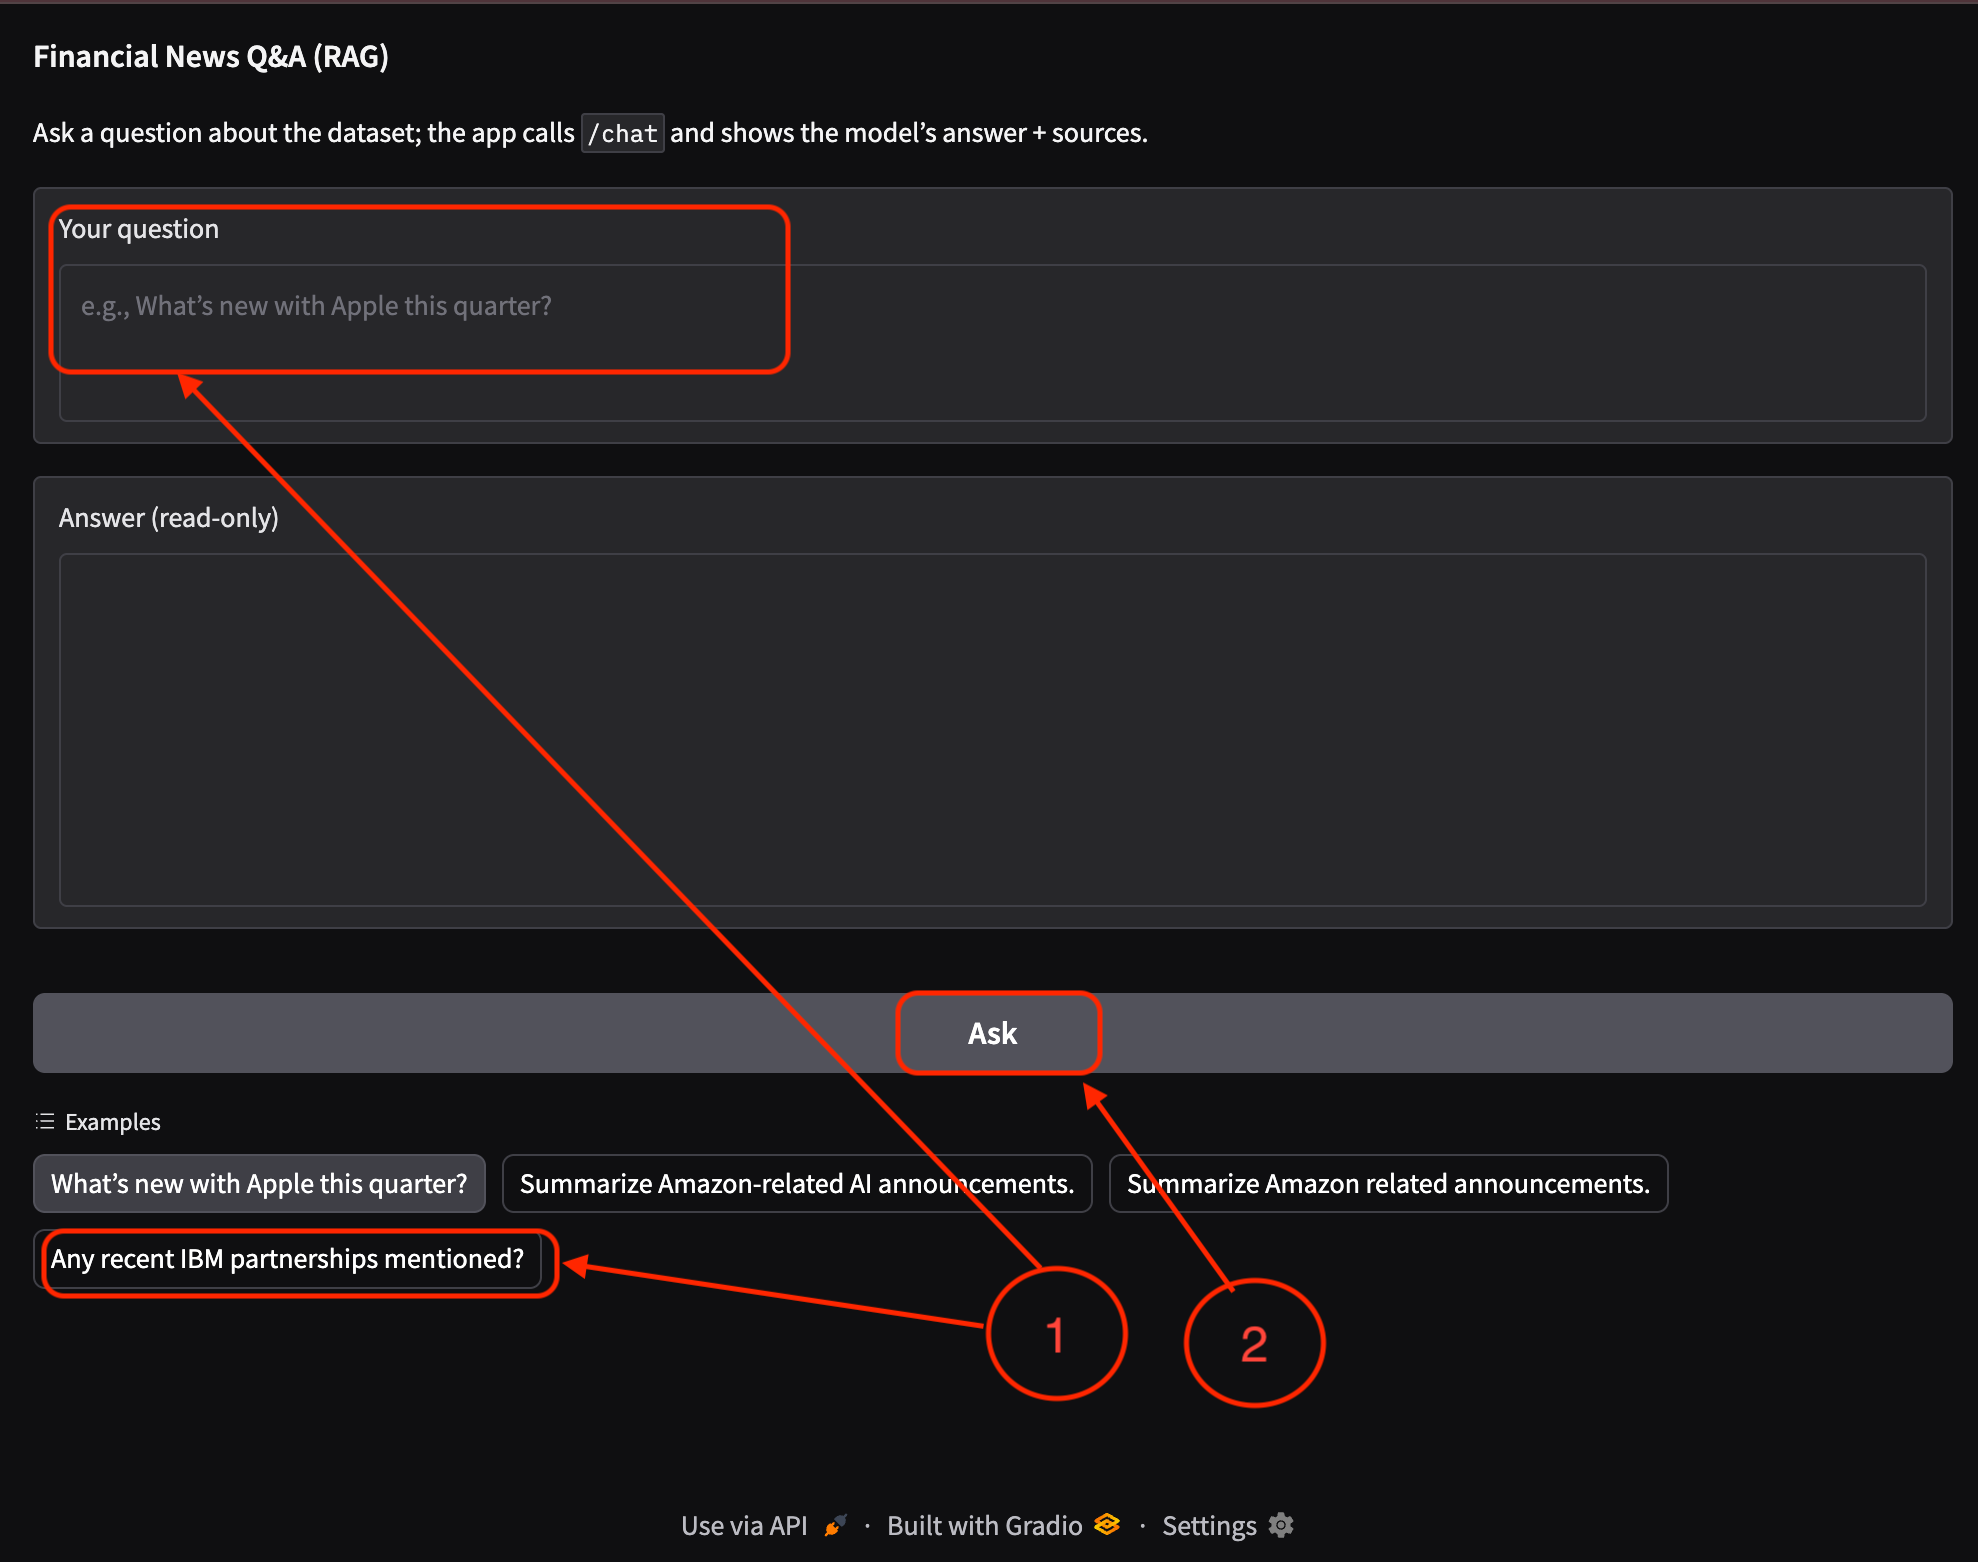 Financial News Q&A (RAG)
Ask a question about the dataset; the app calls /chat and shows the model’s answer + sources.
Your question
e.g., What’s new with Apple this quarter?
Answer (read-only)
Ask
Examples
What’s new with Apple this quarter?
Summarize Amazon-related AI announcements.
Summarize Amazon related announcements.
Any recent IBM partnerships mentioned?
1
2
Use via API · Built with Gradio · Settings